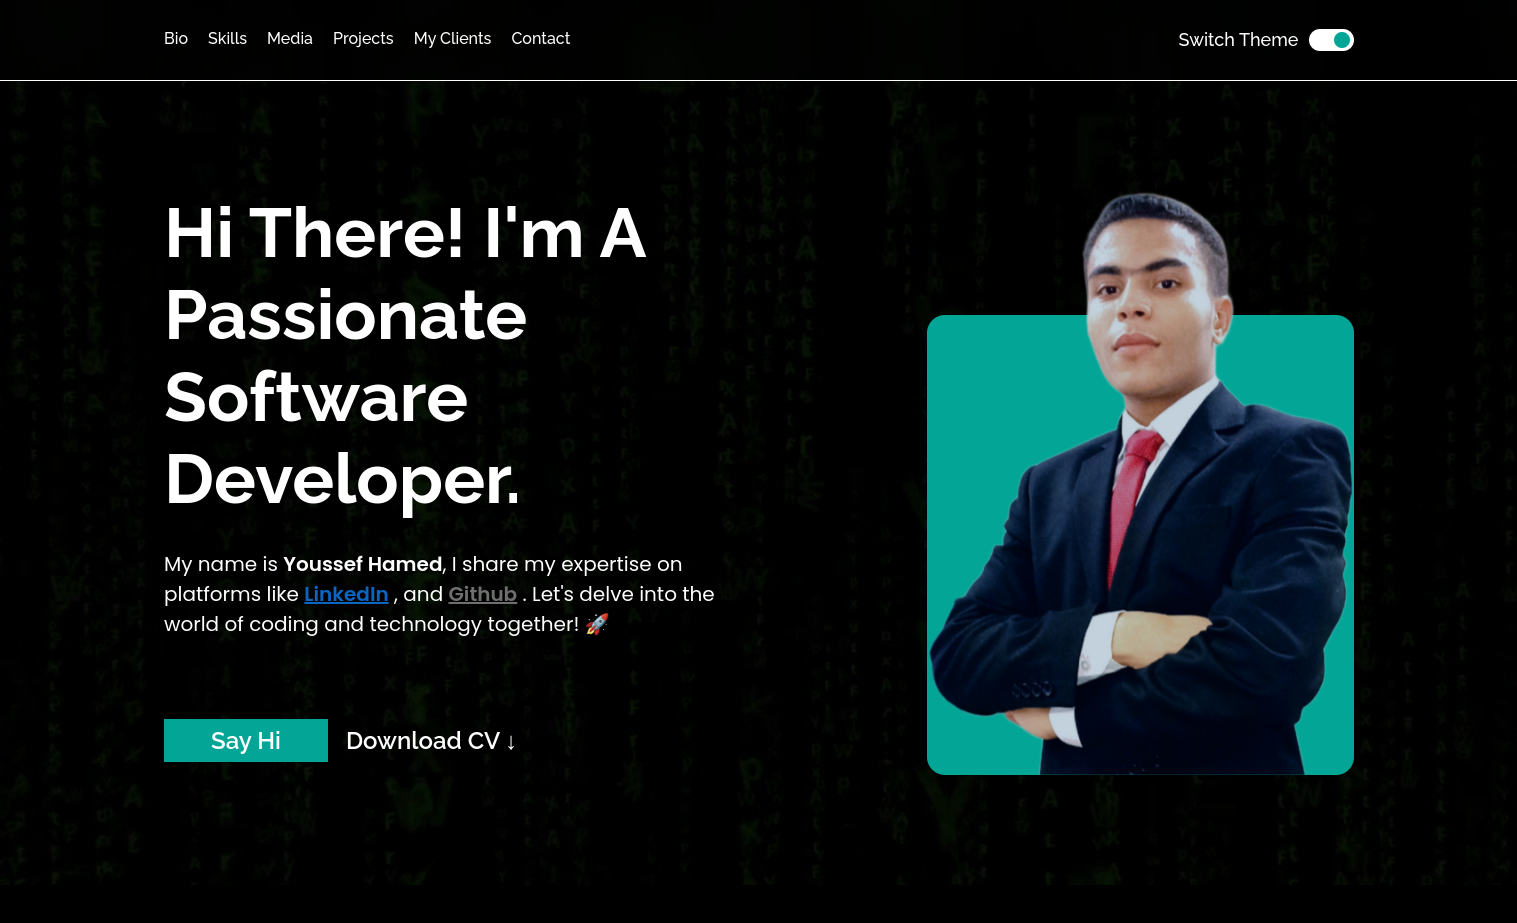 Bio Skills Media Projects My Clients Contact Switch Theme
Hi There! I'm A
Passionate
Software
Developer.
My name is Youssef Hamed, I share my expertise on
platforms like LinkedIn , and Github . Let's delve into the
world of coding and technology together! 🚀
Say Hi Download CV ↓